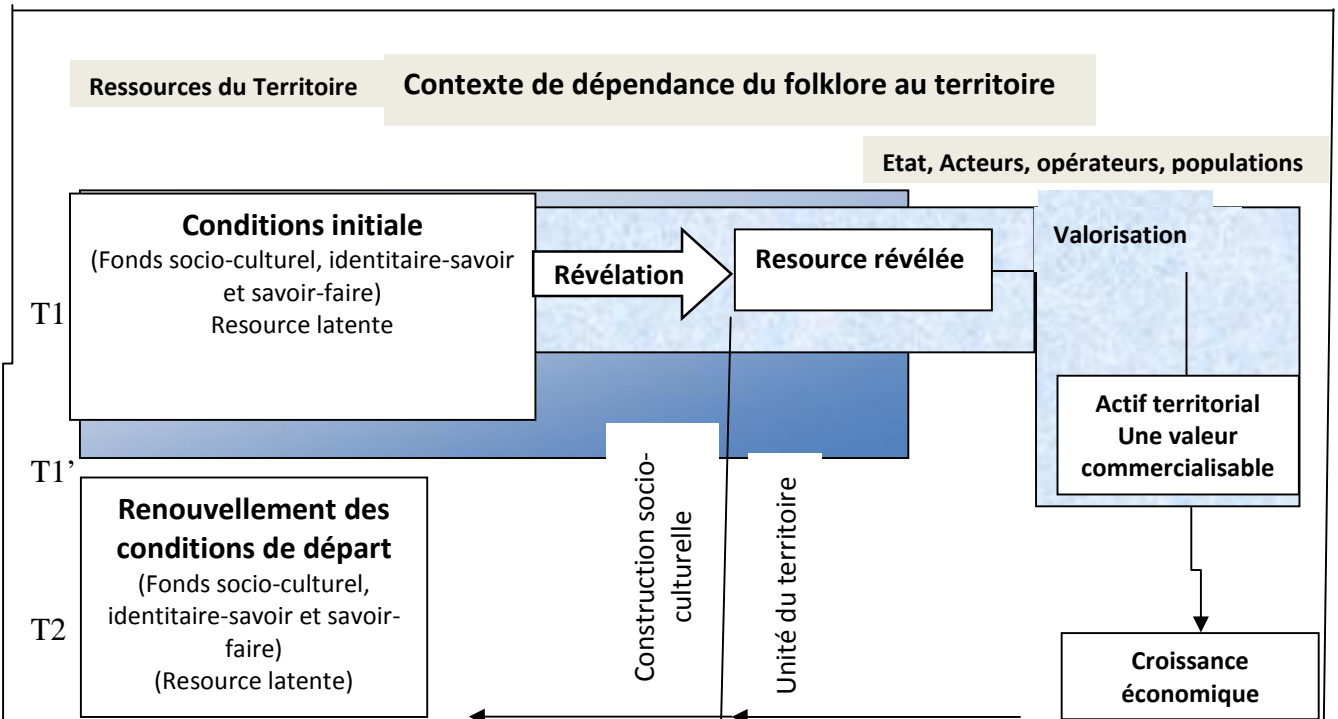 Ressources du Territoire
Contexte de dépendance du folklore au territoire
Etat, Acteurs, opérateurs, populations
Conditions initiale
(Fonds socio-culturel, identitaire-savoir
et savoir-faire)
Resource latente
Révélation
Resource révélée
Valorisation
T1
Actif territorial
Une valeur
commercialisable
T1’
Renouvellement des
conditions de départ
(Fonds socio-culturel,
identitaire-savoir et savoir-
faire)
(Resource latente)
Construction socio-
culturelle
Unité du territoire
T2
Croissance
économique